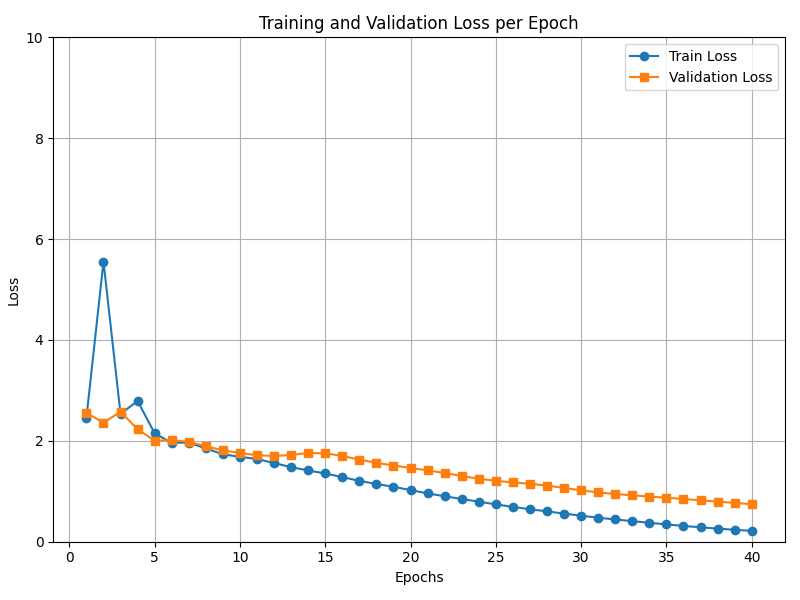 Training and Validation Loss per Epoch
Train Loss
Validation Loss
10
8
6
4
2
0
Loss
0 5 10 15 20 25 30 35 40
Epochs